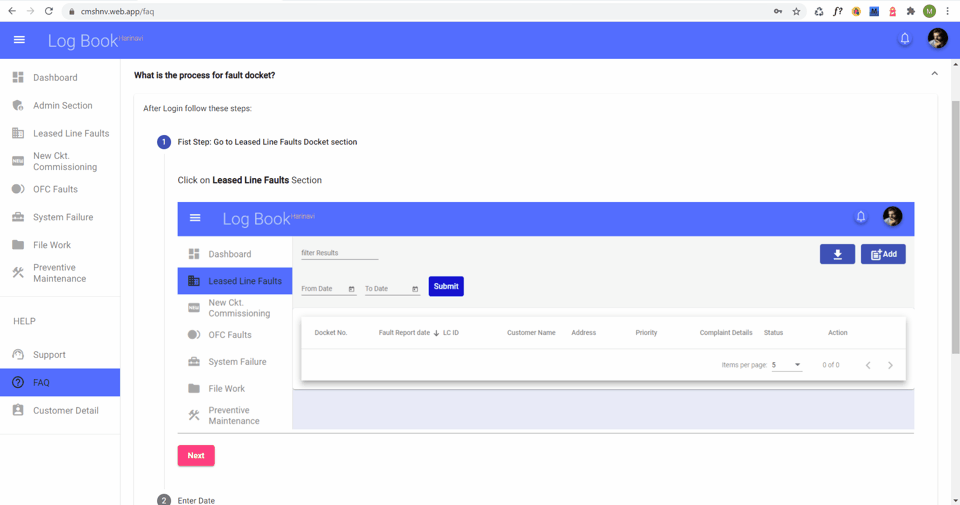 cmshnv.web.app/faq
f?
M
Log Book Harinavi
Dashboard
Admin Section
Leased Line Faults
NEW
New Ckt.
Commissioning
OFC Faults
System Failure
File Work
Preventive
Maintenance
HELP
Support
FAQ
Customer Detail
What is the process for fault docket?
After Login follow these steps:
1 Fist Step: Go to Leased Line Faults Docket section
Click on Leased Line Faults Section
Log Book Harinavi
Dashboard
Leased Line Faults
NEW
New Ckt.
Commissioning
OFC Faults
System Failure
File Work
Preventive
Maintenance
filter Results
Add
From Date To Date Submit
Docket No. Fault Report date LC ID Customer Name Address Priority Complaint Details Status Action
Items per page: 5 0 of 0
Next
2 Enter Date